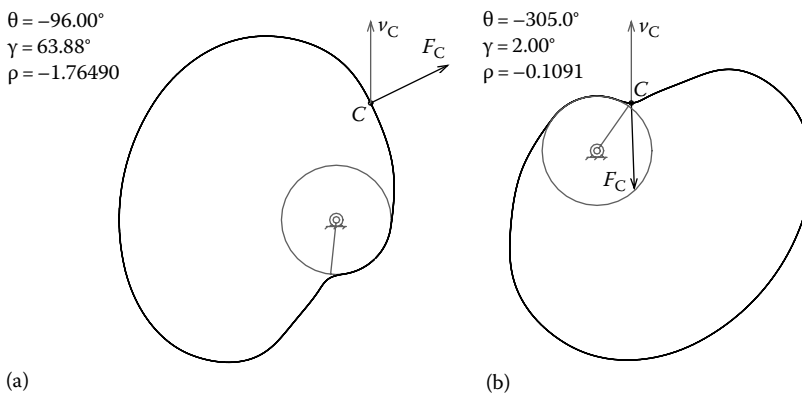 θ = −96.00°
γ = 63.88°
ρ = −1.76490
v_C
F_C
C
(a)
θ = −305.0°
γ = 2.00°
ρ = −0.1091
v_C
C
F_C
(b)